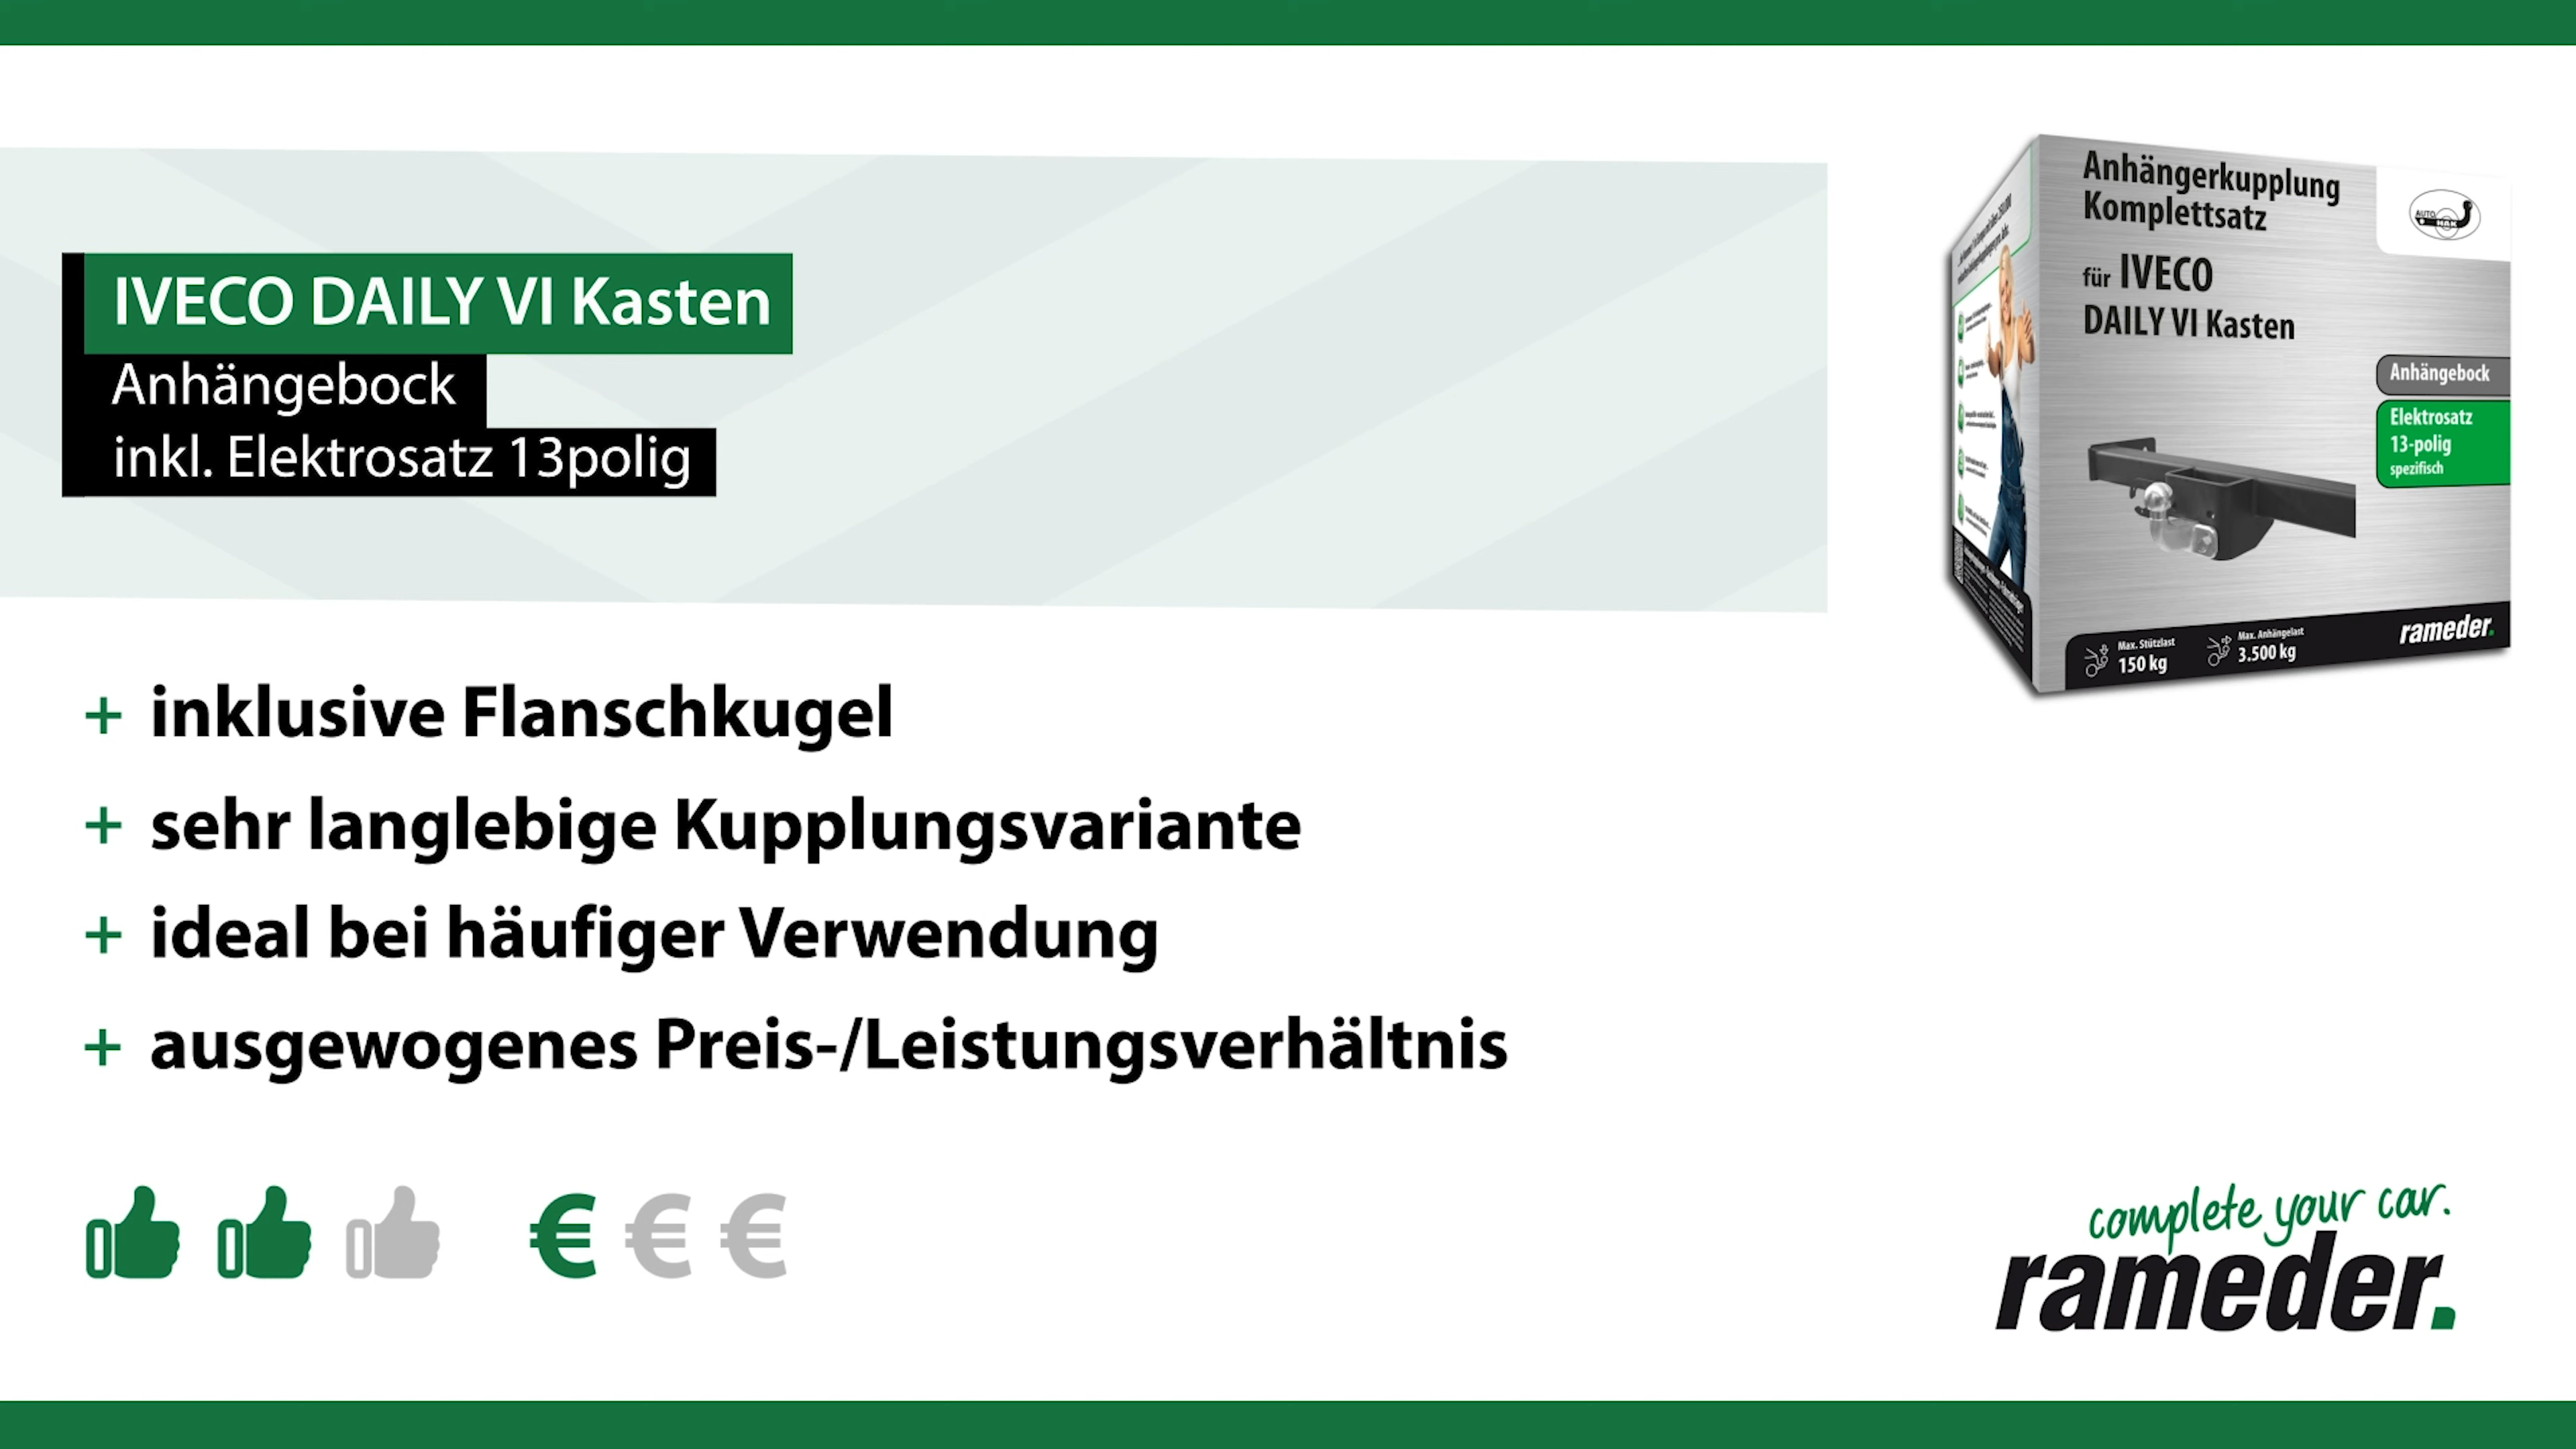 IVECO DAILY VI Kasten
Anhängebock
inkl. Elektrosatz 13polig
+ inklusive Flanschkugel
+ sehr langlebige Kupplungsvariante
+ ideal bei häufiger Verwendung
+ ausgewogenes Preis-/Leistungsverhältnis
€ € €
Anhängerkupplung
Komplettsatz
für IVECO
DAILY VI Kasten
Anhängebock
Elektrosatz
13-polig
spezifisch
Max. Stützlast
150 kg
Max. Anhängelast
3.500 kg
rameder.
complete your car.
rameder.